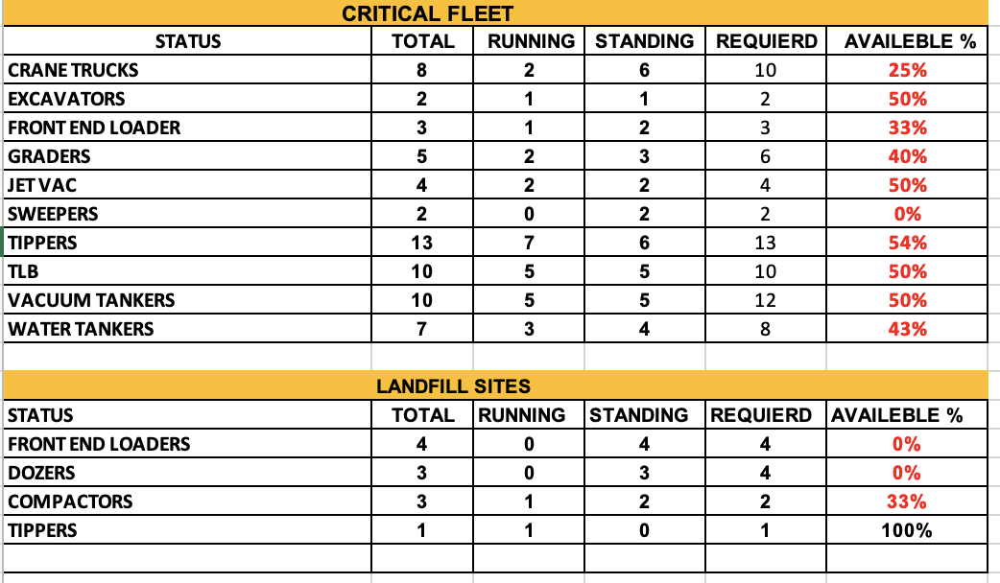 CRITICAL FLEET
STATUS TOTAL RUNNING STANDING REQUIERD AVAILEBLE %
CRANE TRUCKS 8 2 6 10 25%
EXCAVATORS 2 1 1 2 50%
FRONT END LOADER 3 1 2 3 33%
GRADERS 5 2 3 6 40%
JET VAC 4 2 2 4 50%
SWEEPERS 2 0 2 2 0%
TIPPERS 13 7 6 13 54%
TLB 10 5 5 10 50%
VACUUM TANKERS 10 5 5 12 50%
WATER TANKERS 7 3 4 8 43%
LANDFILL SITES
STATUS TOTAL RUNNING STANDING REQUIERD AVAILEBLE %
FRONT END LOADERS 4 0 4 4 0%
DOZERS 3 0 3 4 0%
COMPACTORS 3 1 2 2 33%
TIPPERS 1 1 0 1 100%